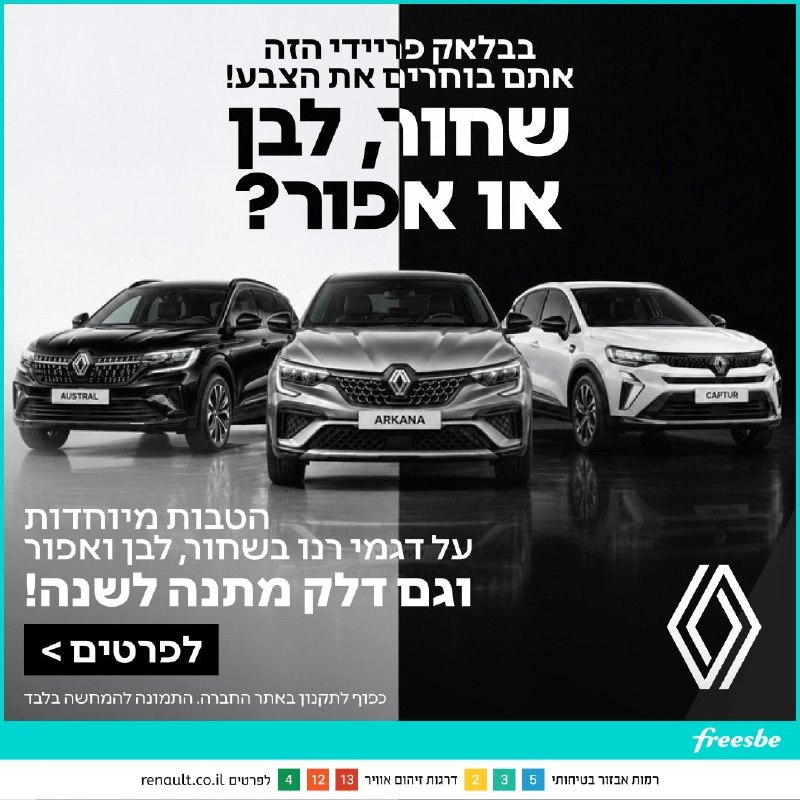 בבלאק פריידי הזה
אתם בוחרים את הצבע!
שחור, לבן
או אפור?
AUSTRAL
ARKANA
CAPTUR
הטבות מיוחדות
על דגמי רנו בשחור, לבן ואפור
וגם דלק מתנה לשנה!
לפרטים >
כפוף לתקנון באתר החברה. התמונה להמחשה בלבד
freesbe
רמות אבזור בטיחותי 5 3 2 דרגות זיהום אוויר 13 12 4 לפרטים renault.co.il